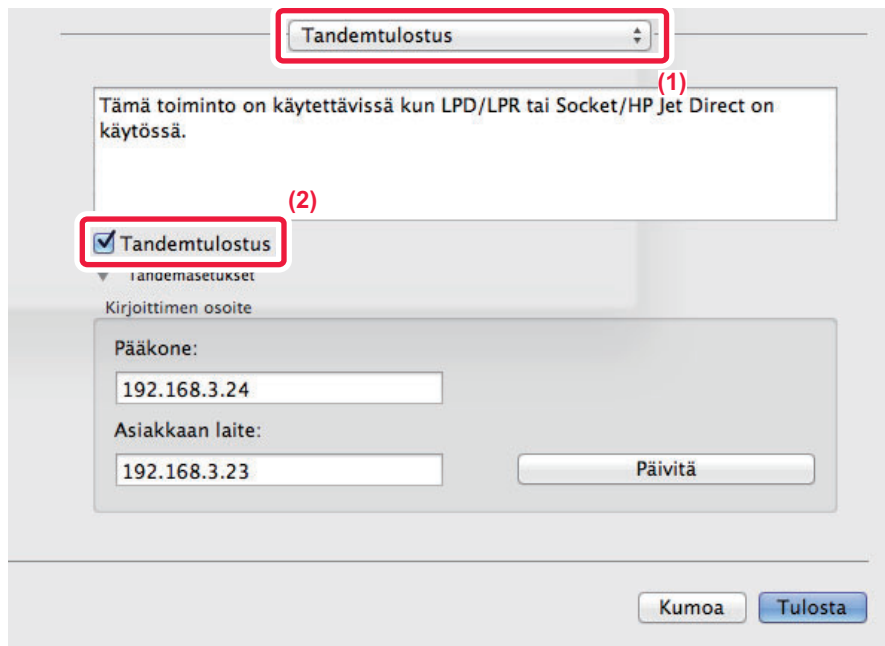 Tandemtulostus
(1)
Tämä toiminto on käytettävissä kun LPD/LPR tai Socket/HP Jet Direct on
käytössä.
(2)
Tandemtulostus
Tandemasetukset
Kirjoittimen osoite
Pääkone:
192.168.3.24
Asiakkaan laite:
192.168.3.23
Päivitä
Kumoa
Tulosta